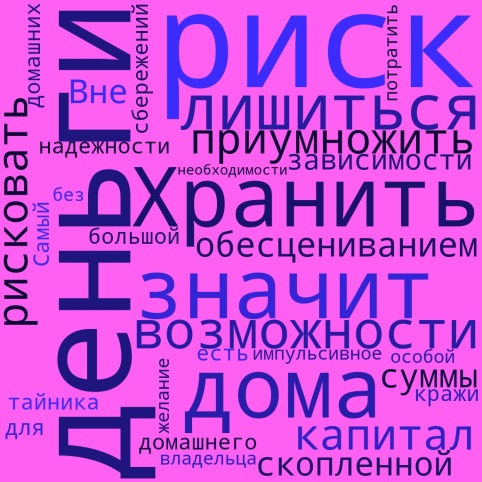 домашних
Вне
сбережений
риск
потратить
лишиться
приумножить
надежности
зависимости
необходимости
рисковать
Самый
без
деньги
Хранить
большой
обесцениванием
значит
возможности
есть
импульсивное
особой
дома
суммы
кражи
тайника
желание
для
домашнего
капитал
владельца
скопленной